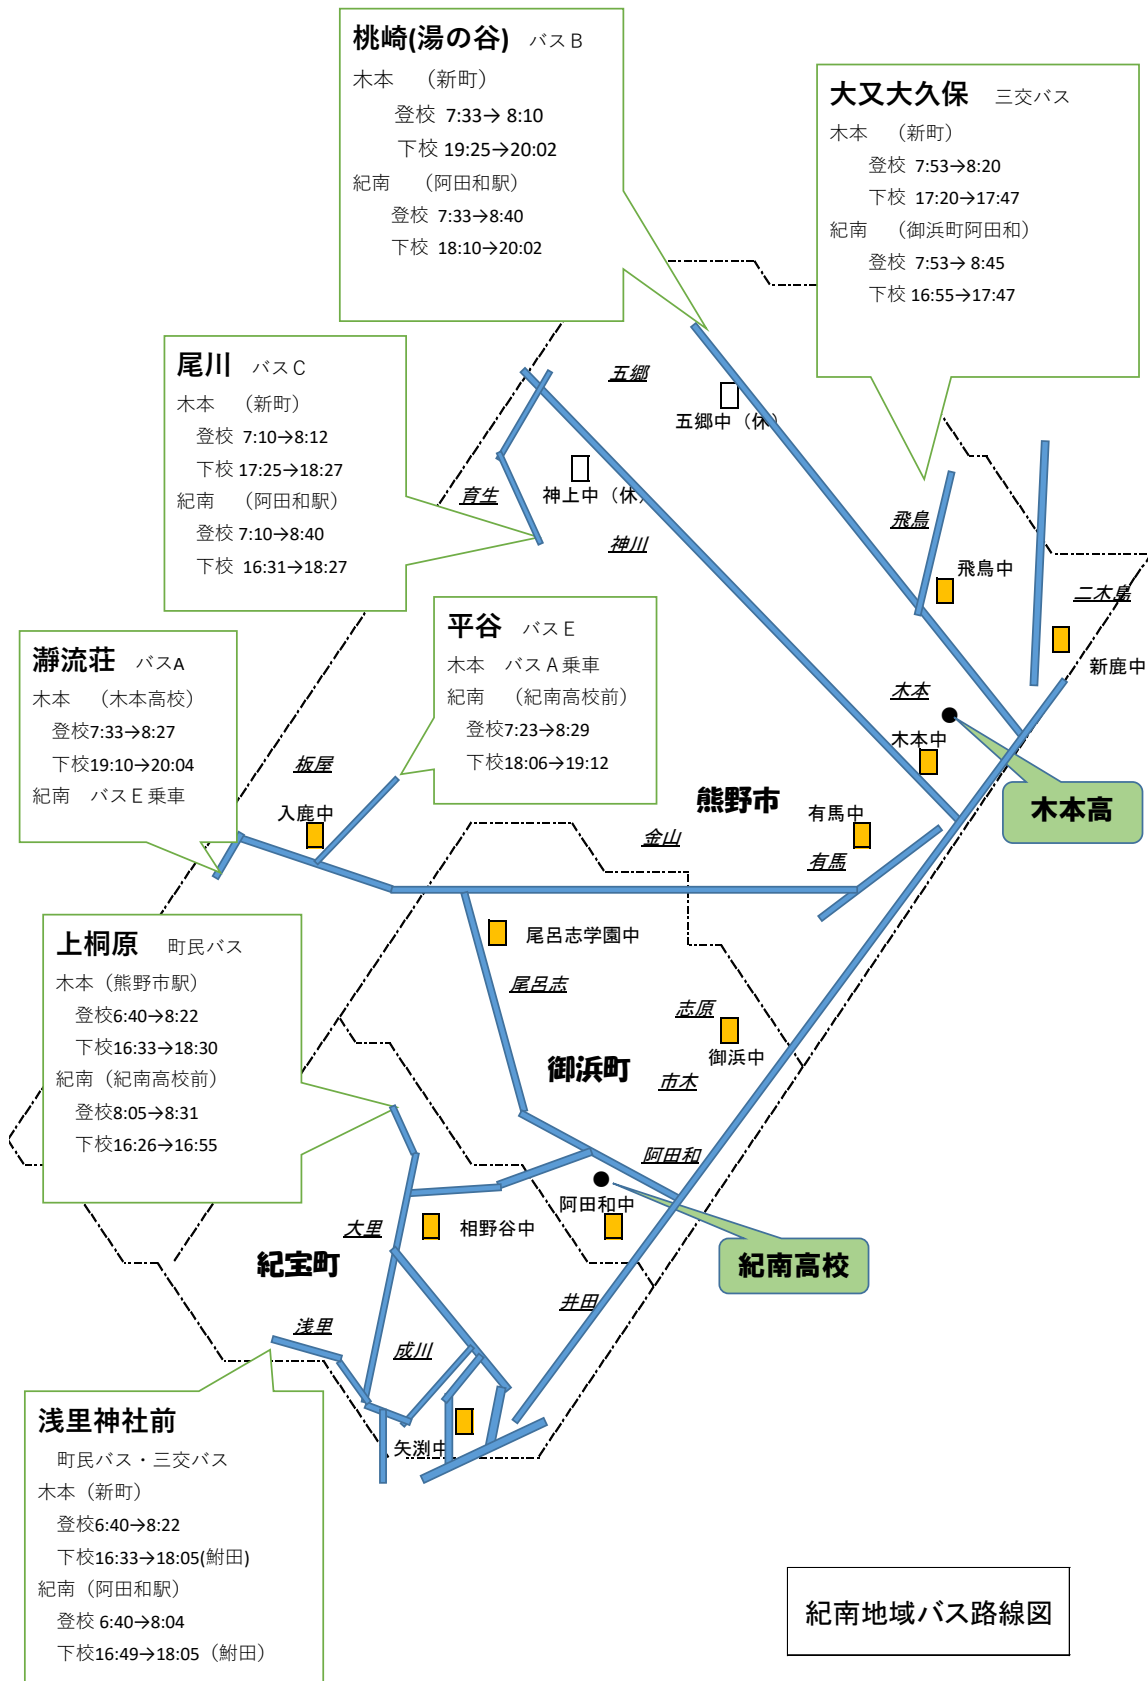 桃崎(湯の谷) バスB
木本 (新町)
登校 7:33→ 8:10
下校 19:25→20:02
紀南 (阿田和駅)
登校 7:33→8:40
下校 18:10→20:02
大又大久保 三交バス
木本 (新町)
登校 7:53→8:20
下校 17:20→17:47
紀南 (御浜町阿田和)
登校 7:53→ 8:45
下校 16:55→17:47
尾川 バスC
木本 (新町)
登校 7:10→8:12
下校 17:25→18:27
紀南 (阿田和駅)
登校 7:10→8:40
下校 16:31→18:27
五郷
五郷中(休)
育生
神上中(休)
神川
飛鳥
飛鳥中
二木島
新鹿中
平谷 バスE
木本 バスA乗車
紀南 (紀南高校前)
登校7:23→8:29
下校18:06→19:12
瀞流荘 バスA
木本 (木本高校)
登校7:33→8:27
下校19:10→20:04
紀南 バスE乗車
木本
木本中
木本高
板屋
入鹿中
熊野市
金山
有馬中
有馬
上桐原 町民バス
木本(熊野市駅)
登校6:40→8:22
下校16:33→18:30
紀南(紀南高校前)
登校8:05→8:31
下校16:26→16:55
尾呂志学園中
尾呂志
志原
御浜中
御浜町
市木
阿田和
阿田和中
紀南高校
大里
相野谷中
紀宝町
井田
浅里
成川
矢渕中
浅里神社前
町民バス・三交バス
木本(新町)
登校6:40→8:22
下校16:33→18:05(鮒田)
紀南(阿田和駅)
登校 6:40→8:04
下校16:49→18:05(鮒田)
紀南地域バス路線図